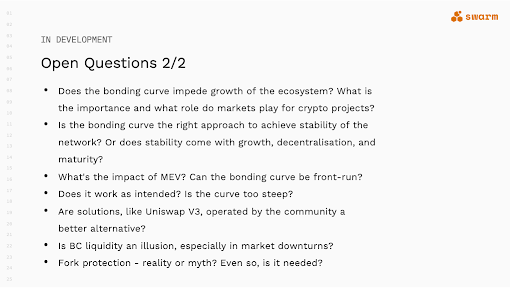 swarm
IN DEVELOPMENT
Open Questions 2/2
• Does the bonding curve impede growth of the ecosystem? What is
the importance and what role do markets play for crypto projects?
• Is the bonding curve the right approach to achieve stability of the
network? Or does stability come with growth, decentralisation, and
maturity?
• What's the impact of MEV? Can the bonding curve be front-run?
• Does it work as intended? Is the curve too steep?
• Are solutions, like Uniswap V3, operated by the community a
better alternative?
• Is BC liquidity an illusion, especially in market downturns?
• Fork protection - reality or myth? Even so, is it needed?